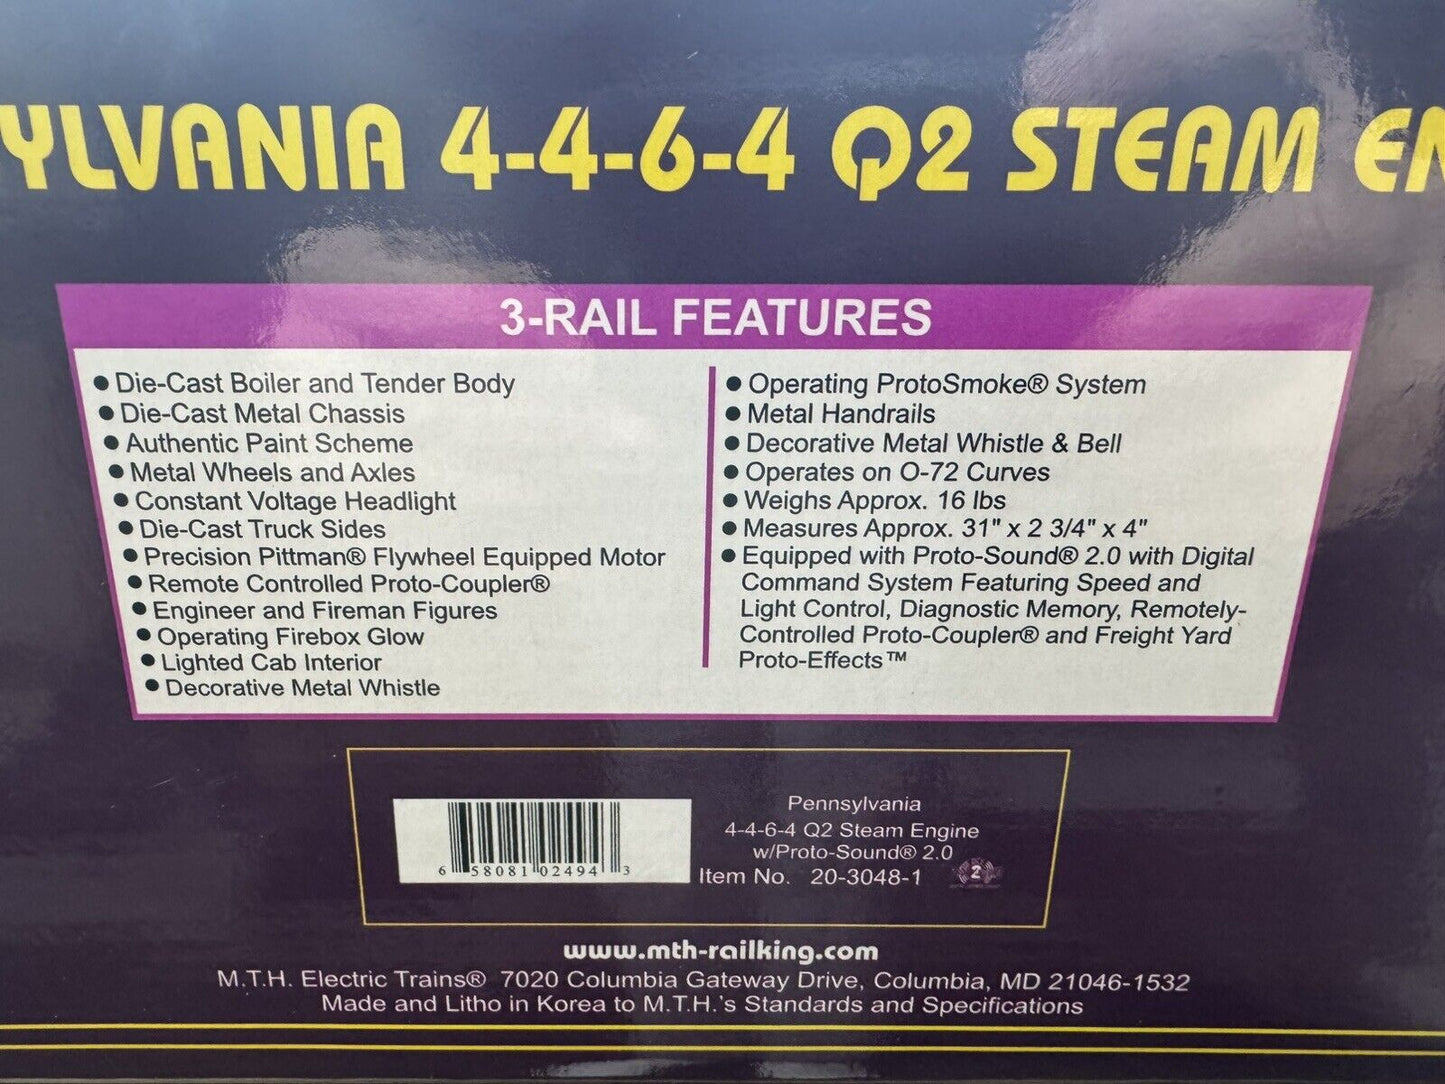 SYLVANIA 4-4-6-4 Q2 STEAM EN
3-RAIL FEATURES
● Die-Cast Boiler and Tender Body
● Die-Cast Metal Chassis
● Authentic Paint Scheme
● Metal Wheels and Axles
● Constant Voltage Headlight
● Die-Cast Truck Sides
● Precision Pittman® Flywheel Equipped Motor
● Remote Controlled Proto-Coupler®
● Engineer and Fireman Figures
● Operating Firebox Glow
● Lighted Cab Interior
● Decorative Metal Whistle
● Operating ProtoSmoke® System
● Metal Handrails
● Decorative Metal Whistle & Bell
● Operates on O-72 Curves
● Weighs Approx. 16 lbs
● Measures Approx. 31" x 2 3/4" x 4"
● Equipped with Proto-Sound® 2.0 with Digital
Command System Featuring Speed and
Light Control, Diagnostic Memory, Remotely-
Controlled Proto-Coupler® and Freight Yard
Proto-Effects™
6 58081 02494 3
Pennsylvania
4-4-6-4 Q2 Steam Engine
w/Proto-Sound® 2.0
Item No. 20-3048-1
2
www.mth-railking.com
M.T.H. Electric Trains® 7020 Columbia Gateway Drive, Columbia, MD 21046-1532
Made and Litho in Korea to M.T.H.'s Standards and Specifications